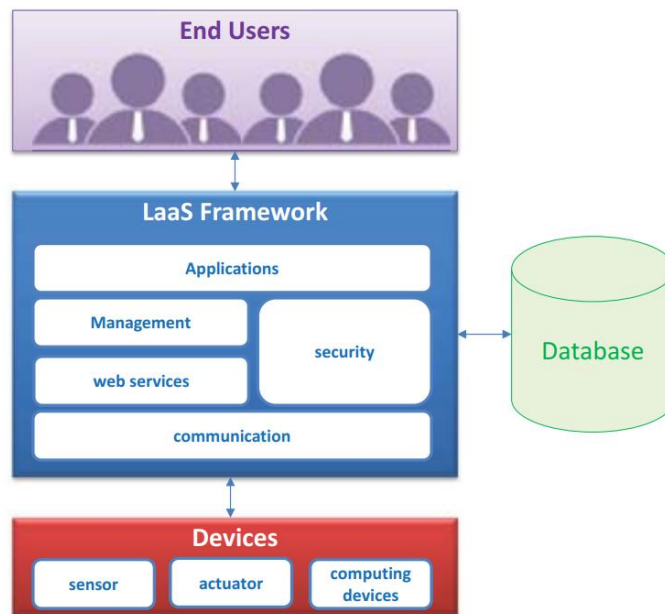 End Users
LaaS Framework
Applications
Management
security
web services
communication
Database
Devices
sensor
actuator
computing
devices